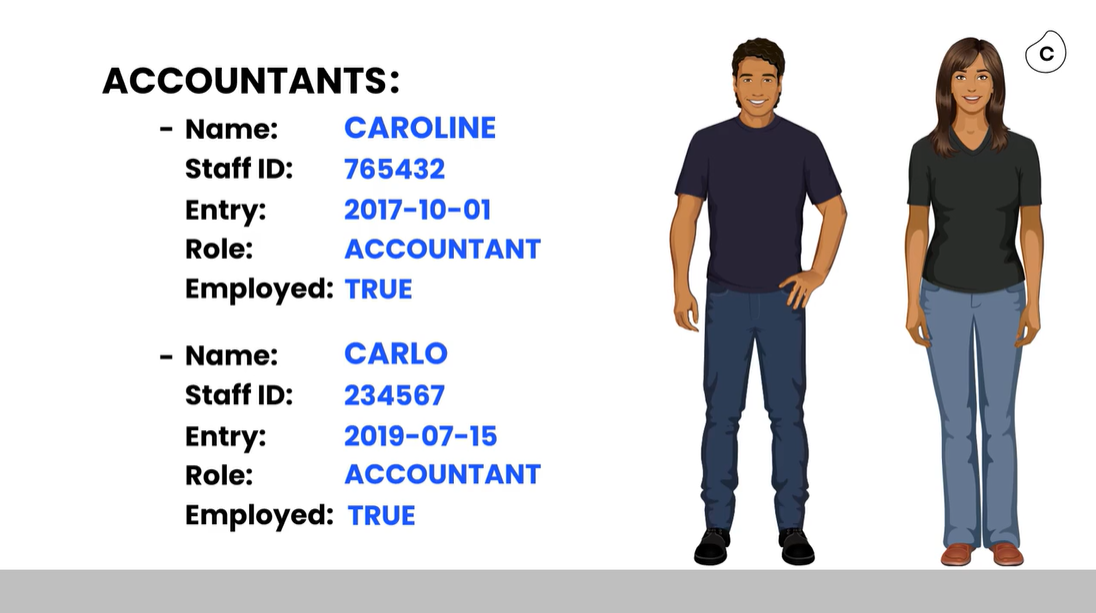 ACCOUNTANTS:
- Name: CAROLINE
Staff ID: 765432
Entry: 2017-10-01
Role: ACCOUNTANT
Employed: TRUE
- Name: CARLO
Staff ID: 234567
Entry: 2019-07-15
Role: ACCOUNTANT
Employed: TRUE
C